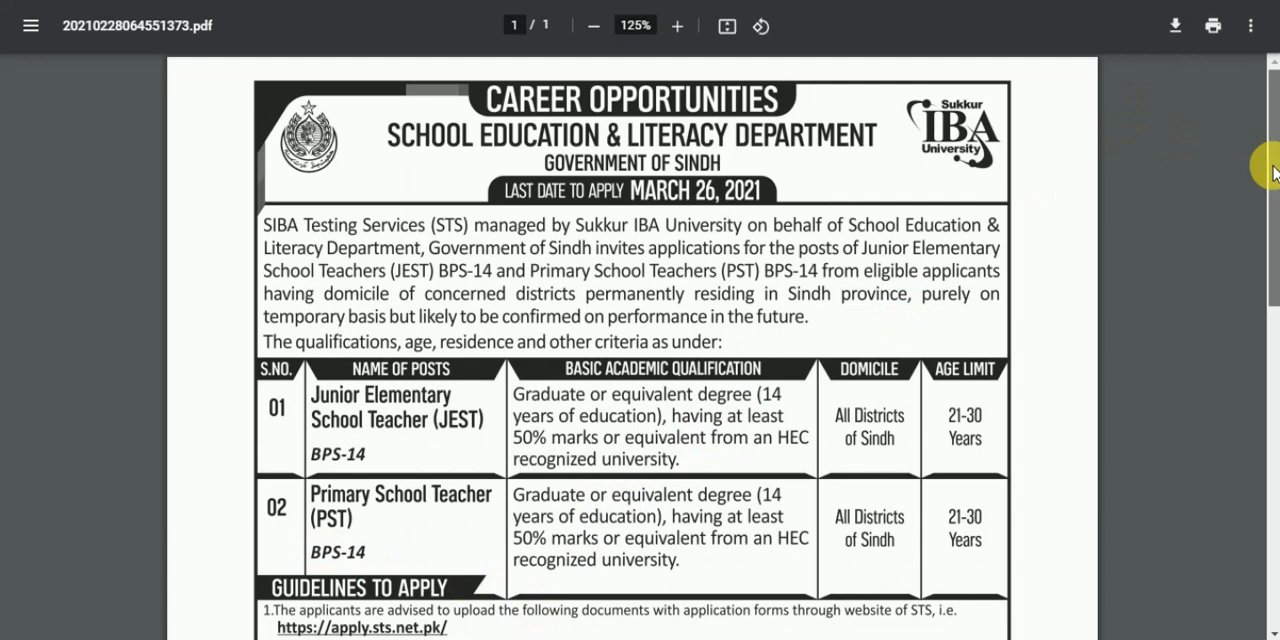 20210228064551373.pdf
1 / 1
125%
CAREER OPPORTUNITIES
SCHOOL EDUCATION & LITERACY DEPARTMENT
GOVERNMENT OF SINDH
LAST DATE TO APPLY MARCH 26, 2021
Sukkur
IBA
University
SIBA Testing Services (STS) managed by Sukkur IBA University on behalf of School Education &
Literacy Department, Government of Sindh invites applications for the posts of Junior Elementary
School Teachers (JEST) BPS-14 and Primary School Teachers (PST) BPS-14 from eligible applicants
having domicile of concerned districts permanently residing in Sindh province, purely on
temporary basis but likely to be confirmed on performance in the future.
The qualifications, age, residence and other criteria as under:
S.NO. NAME OF POSTS BASIC ACADEMIC QUALIFICATION DOMICILE AGE LIMIT
01
Junior Elementary
School Teacher (JEST)
BPS-14
Graduate or equivalent degree (14
years of education), having at least
50% marks or equivalent from an HEC
recognized university.
All Districts
of Sindh
21-30
Years
02
Primary School Teacher
(PST)
BPS-14
Graduate or equivalent degree (14
years of education), having at least
50% marks or equivalent from an HEC
recognized university.
All Districts
of Sindh
21-30
Years
GUIDELINES TO APPLY
1.The applicants are advised to upload the following documents with application forms through website of STS, i.e.
https://apply.sts.net.pk/